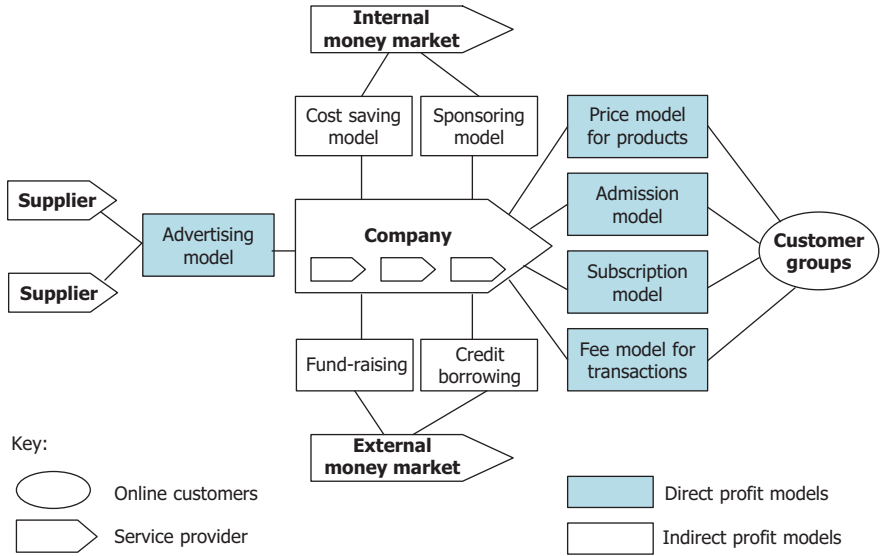 Internal
money market
Cost saving
model
Sponsoring
model
Price model
for products
Supplier
Supplier
Advertising
model
Company
Admission
model
Subscription
model
Customer
groups
Fund-raising
Credit
borrowing
Fee model for
transactions
External
money market
Key:
Online customers
Service provider
Direct profit models
Indirect profit models